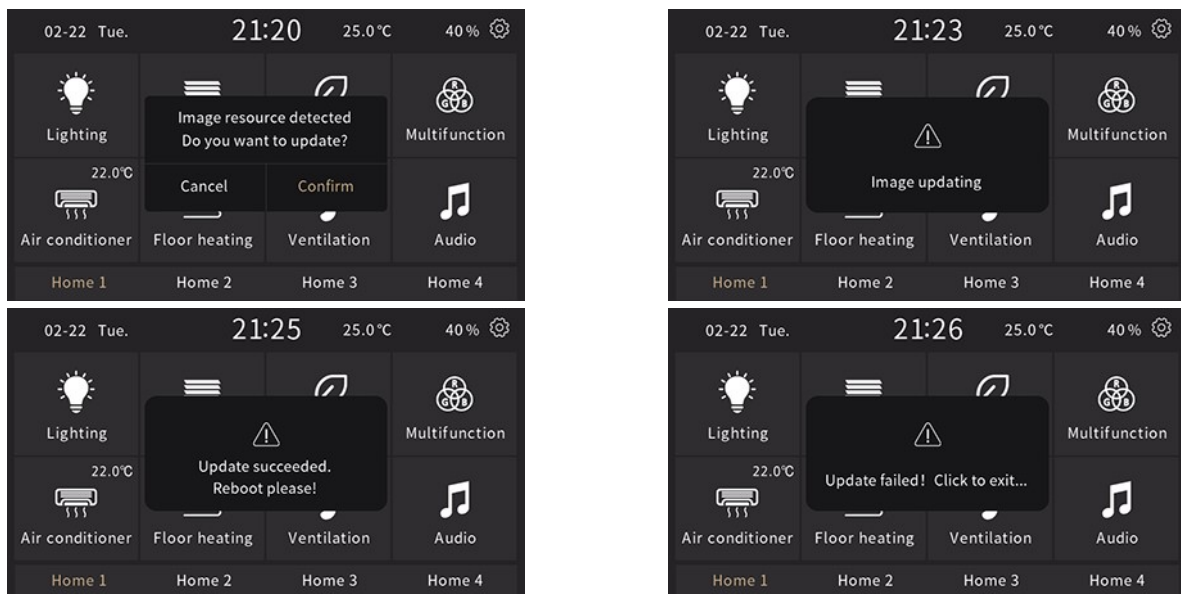 02-22 Tue. 21:20 25.0℃ 40%
R
G B
Lighting
Image resource detected
Do you want to update?
Multifunction
22.0℃
Cancel Confirm
Air conditioner Floor heating Ventilation Audio
Home 1 Home 2 Home 3 Home 4
02-22 Tue. 21:23 25.0℃ 40%
R
G B
Lighting Multifunction
22.0℃
Image updating
Air conditioner Floor heating Ventilation Audio
Home 1 Home 2 Home 3 Home 4
02-22 Tue. 21:25 25.0℃ 40%
R
G B
Lighting Multifunction
22.0℃
Update succeeded.
Reboot please!
Air conditioner Floor heating Ventilation Audio
Home 1 Home 2 Home 3 Home 4
02-22 Tue. 21:26 25.0℃ 40%
R
G B
Lighting Multifunction
22.0℃
Update failed! Click to exit...
Air conditioner Floor heating Ventilation Audio
Home 1 Home 2 Home 3 Home 4